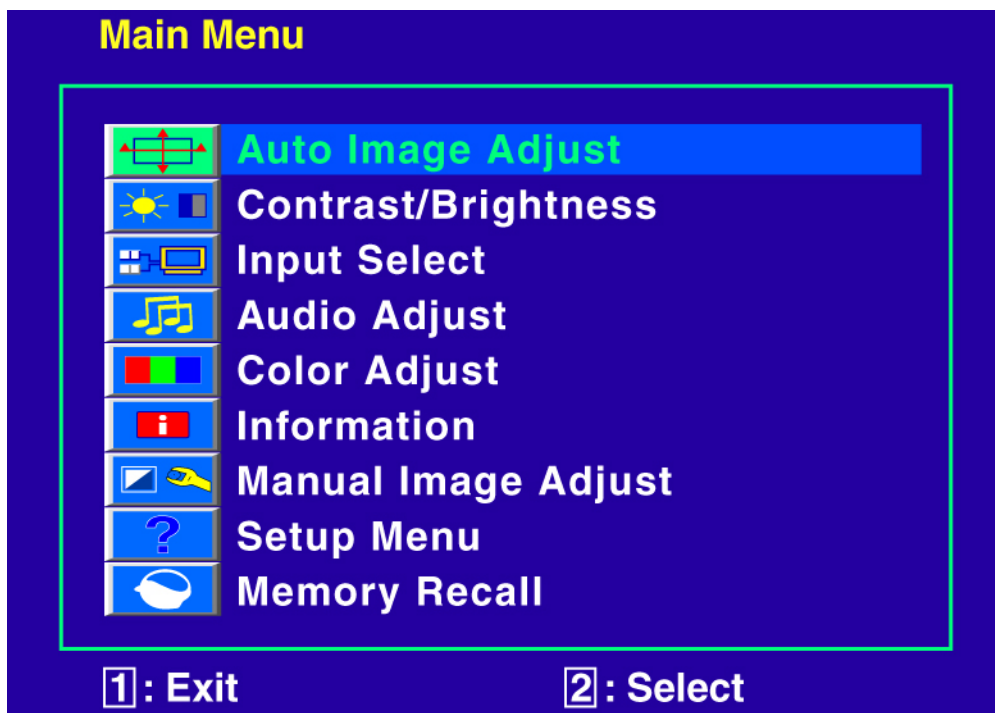 Main Menu
Auto Image Adjust
Contrast/Brightness
Input Select
Audio Adjust
Color Adjust
i
Information
Manual Image Adjust
?
Setup Menu
Memory Recall
1: Exit
2: Select